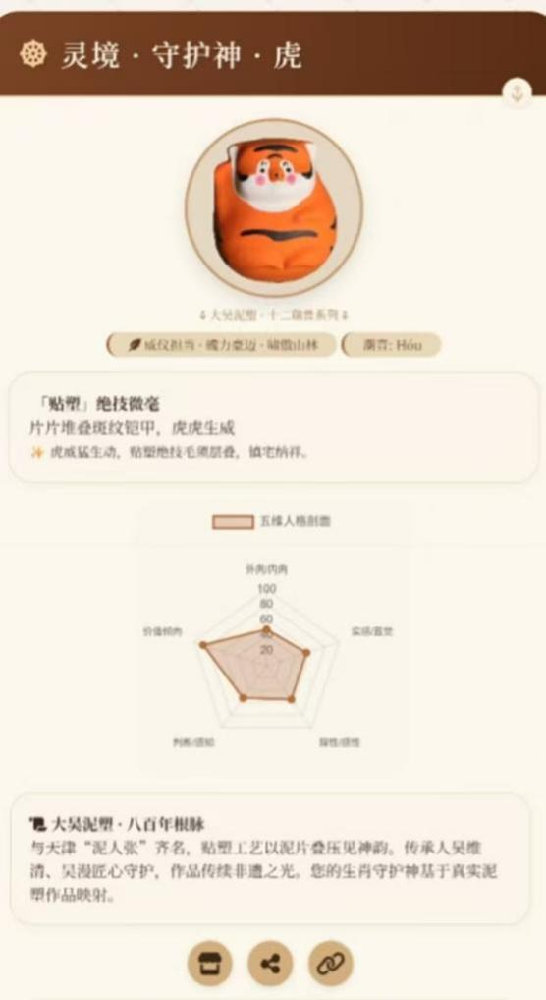 灵境 · 守护神 · 虎
大吴泥塑 · 十二瑞兽系列
威仪担当 · 魄力豪迈 · 啸傲山林
潮音: Hóu
「贴塑」绝技微毫
片片堆叠斑纹铠甲，虎虎生威
虎威猛生动，贴塑绝技毛须层叠，镇宅纳祥。
五维人格剖面
外向/内向
100
80
60
40
20
价值倾向
实感/直觉
判断/感知
理性/感性
大吴泥塑 · 八百年根脉
与天津“泥人张”齐名，贴塑工艺以泥片叠压见神韵。传承人吴维
清、吴漫匠心守护，作品传续非遗之光。您的生肖守护神基于真实泥
塑作品映射。